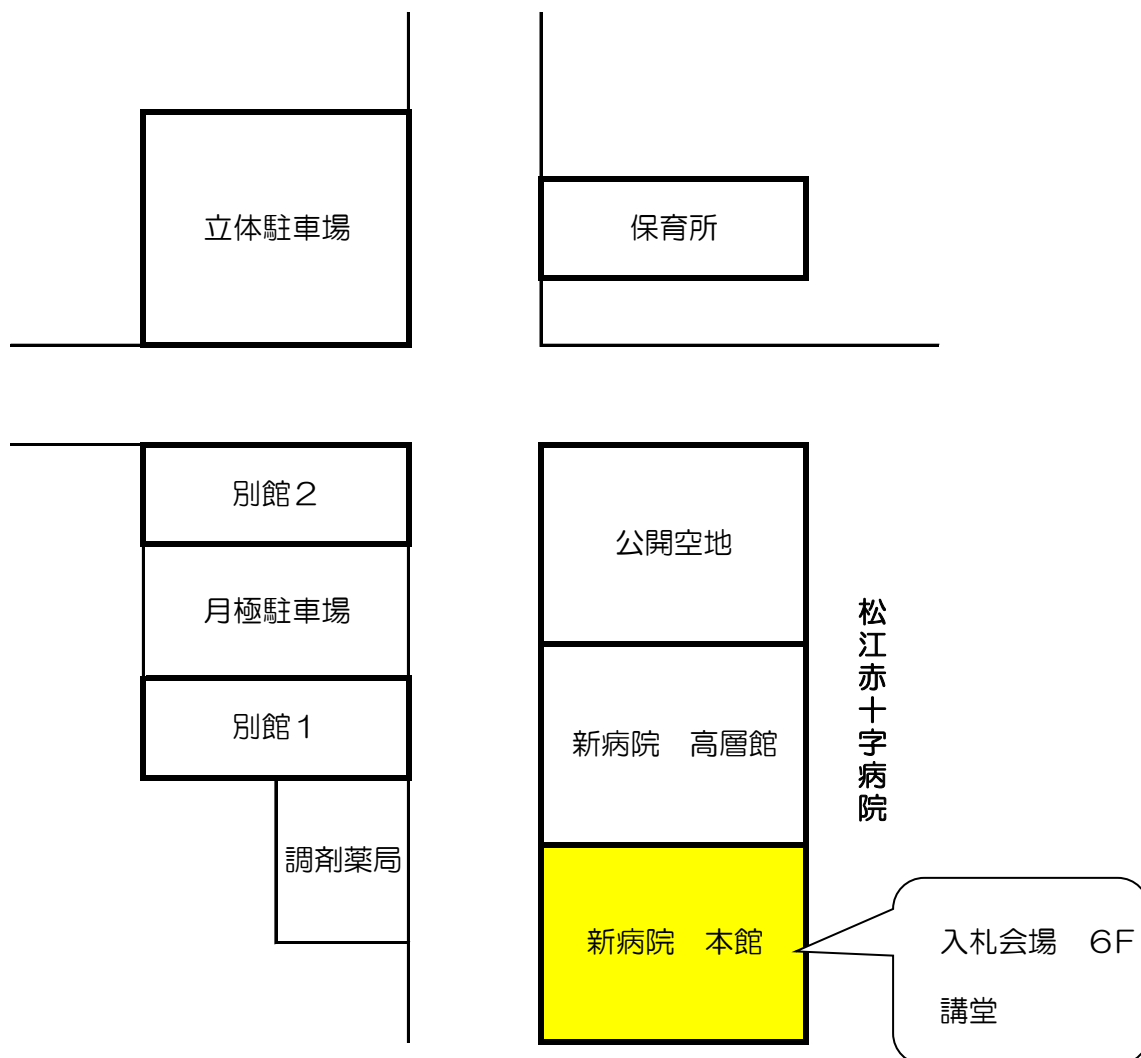 立体駐車場
保育所
別館２
公開空地
月極駐車場
松江赤十字病院
別館１
新病院　高層館
調剤薬局
新病院　本館
入札会場　６F
講堂